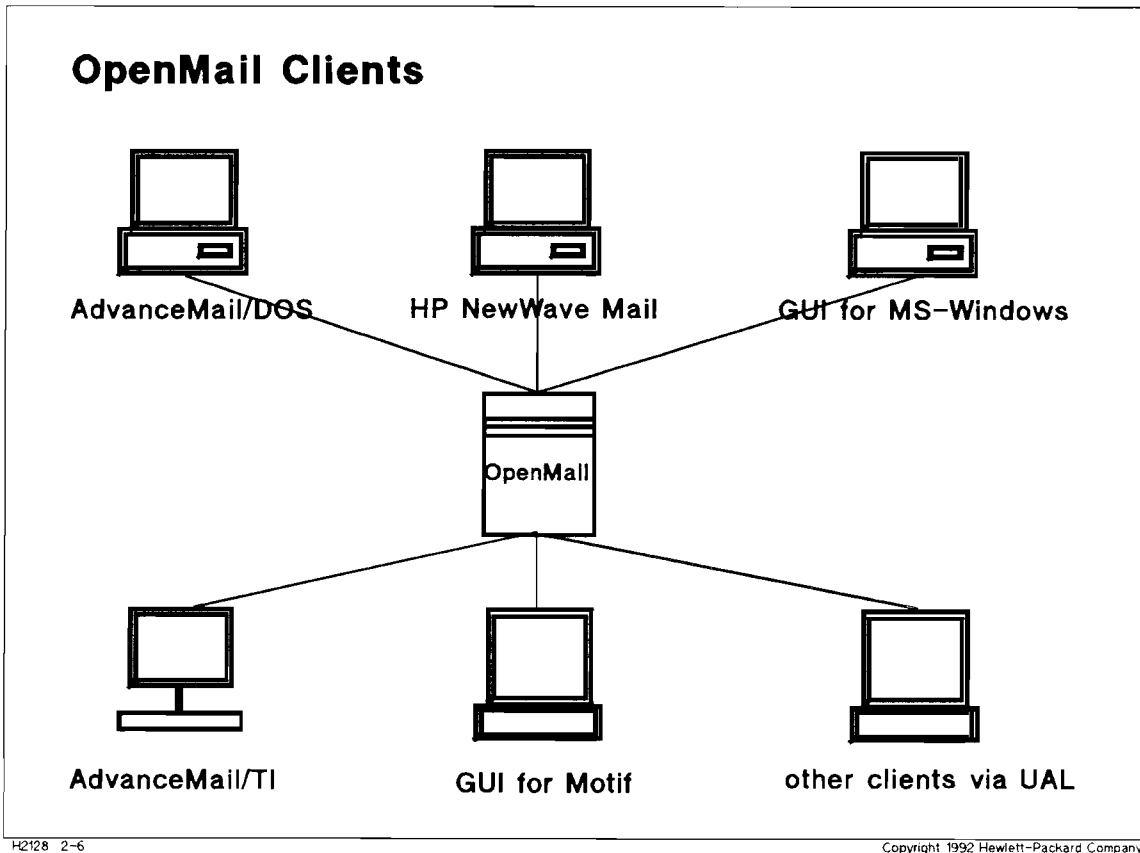 OpenMail Clients
AdvanceMail/DOS
HP NewWave Mail
GUI for MS-Windows
OpenMail
AdvanceMail/TI
GUI for Motif
other clients via UAL
H2128 2-6
Copyright 1992 Hewlett-Packard Company